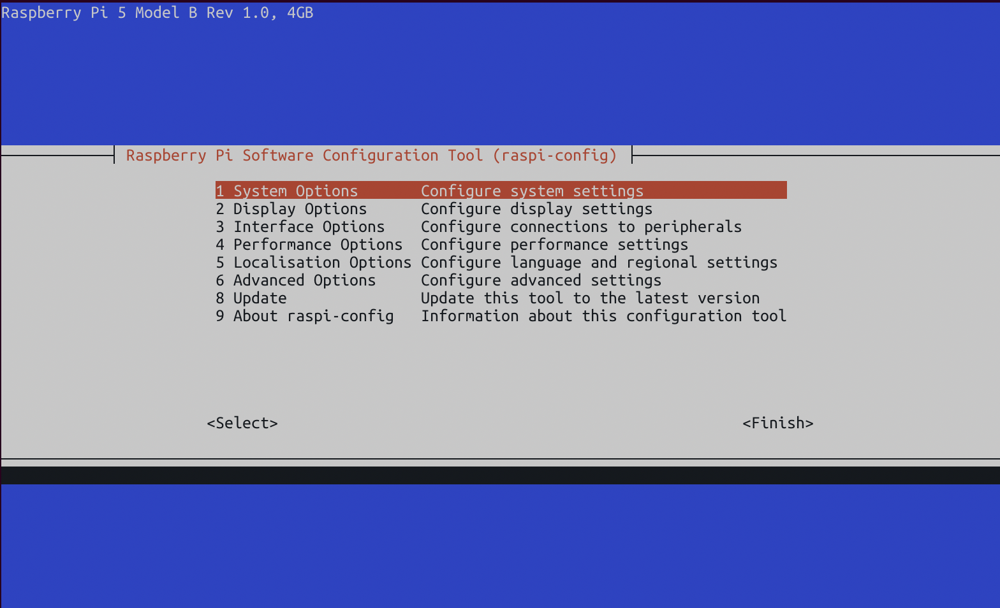 Raspberry Pi 5 Model B Rev 1.0, 4GB
Raspberry Pi Software Configuration Tool (raspi-config)
1 System Options Configure system settings
2 Display Options Configure display settings
3 Interface Options Configure connections to peripherals
4 Performance Options Configure performance settings
5 Localisation Options Configure language and regional settings
6 Advanced Options Configure advanced settings
8 Update Update this tool to the latest version
9 About raspi-config Information about this configuration tool
<Select> <Finish>